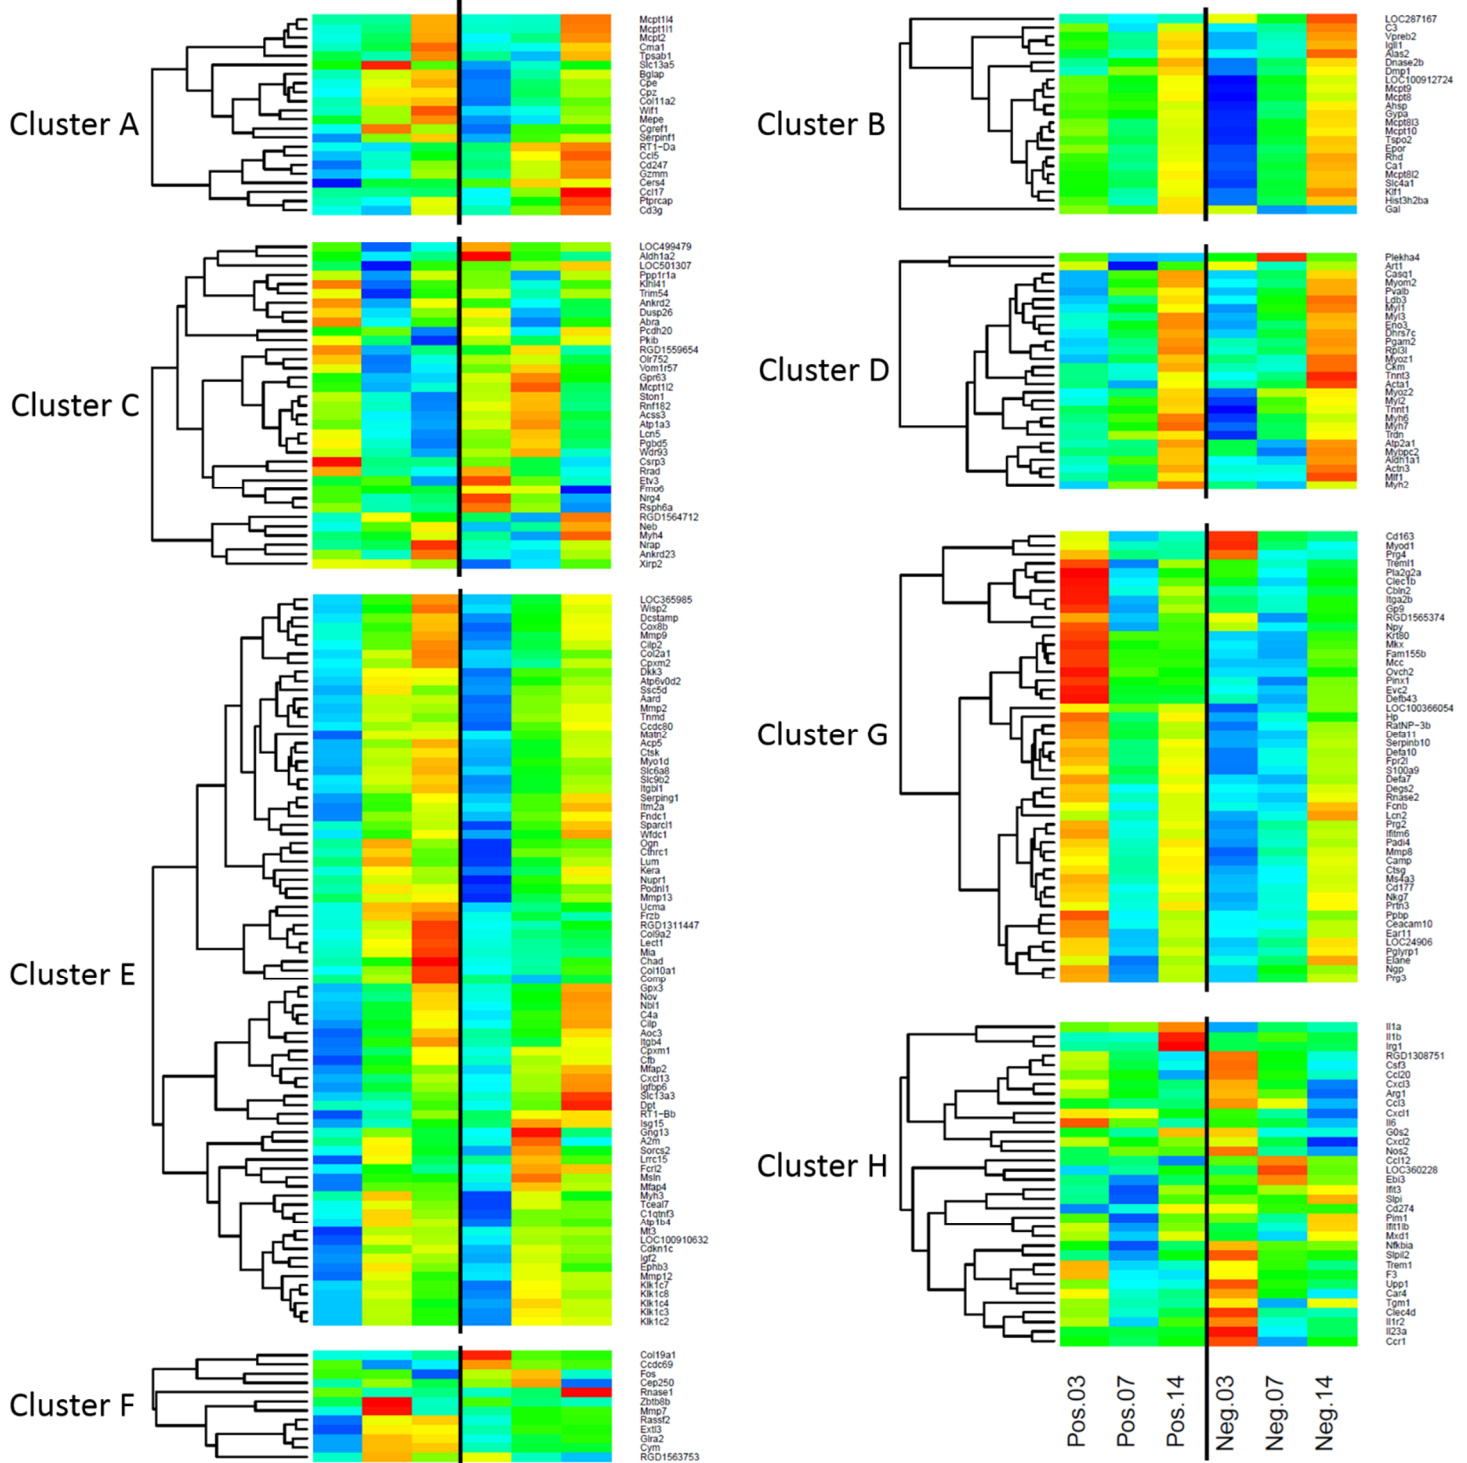 Cluster A
Mcpt1l4
Mcpt1l1
Mcpt2
Cma1
Tpsab1
Slc13a5
Bglap
Cpe
Cpz
Col11a2
Wif1
Mepe
Cgref1
Serpinf1
RT1-Da
Ccl5
Cd247
Gzmm
Cers4
Ccl17
Ptprcap
Cd3g
Cluster B
LOC287167
C3
Vpreb2
Igll1
Alas2
Dnase2b
Dmp1
LOC100912724
Mcpt9
Mcpt8
Ahsp
Gypa
Mcpt8l3
Mcpt10
Tspo2
Epor
Rhd
Ca1
Mcpt8l2
Slc4a1
Klf1
Hist3h2ba
Gal
Cluster C
LOC499479
Aldh1a2
LOC501307
Ppp1r1a
Klhl41
Trim54
Ankrd2
Dusp26
Abra
Pcdh20
Pkib
RGD1559654
Olr752
Vom1r57
Gpr63
Mcpt1l2
Ston1
Rnf182
Acss3
Atp1a3
Lcn5
Pgbd5
Wdr93
Csrp3
Rrad
Etv3
Fmo6
Nrg4
Rsph6a
RGD1564712
Neb
Myh4
Nrap
Ankrd23
Xirp2
Cluster D
Plekha4
Art1
Casq1
Myom2
Pvalb
Ldb3
Myl1
Myl3
Eno3
Dhrs7c
Pgam2
Rpl3l
Myoz1
Ckm
Tnnt3
Acta1
Myoz2
Myl2
Tnnt1
Myh6
Myh7
Trdn
Atp2a1
Mybpc2
Aldh1a1
Actn3
Mlf1
Myh2
Cluster E
LOC365985
Wisp2
Dcstamp
Cox8b
Mmp9
Cilp2
Col2a1
Cpxm2
Dkk3
Atp6v0d2
Ssc5d
Aard
Mmp2
Tnmd
Ccdc80
Matn2
Acp5
Ctsk
Myo1d
Slc6a8
Slc9b2
Itgbl1
Serping1
Itm2a
Fndc1
Sparcl1
Wfdc1
Ogn
Cthrc1
Lum
Kera
Nupr1
Podnl1
Mmp13
Ucma
Frzb
RGD1311447
Col9a2
Lect1
Mia
Chad
Col10a1
Comp
Gpx3
Nov
Nbl1
C4a
Cilp
Aoc3
Itgb4
Cpxm1
Cfb
Mfap2
Cxcl13
Igfbp6
Slc13a3
Dpt
RT1-Bb
Isg15
Gng13
A2m
Sorcs2
Lrrc15
Fcrl2
Msln
Mfap4
Myh3
Tceal7
C1qtnf3
Atp1b4
Mt3
LOC100910632
Cdkn1c
Igf2
Ephb3
Mmp12
Klk1c7
Klk1c8
Klk1c4
Klk1c3
Klk1c2
Cluster F
Col19a1
Ccdc69
Fos
Cep250
Rnase1
Zbtb8b
Mmp7
Rassf2
Extl3
Glra2
Cym
RGD1563753
Cluster G
Cd163
Myod1
Prg4
Treml1
Pla2g2a
Clec1b
Cbln2
Itga2b
Gp9
RGD1565374
Npy
Krt80
Mkx
Fam155b
Mcc
Ovch2
Pinx1
Evc2
Defb43
LOC100366054
Hp
RatNP-3b
Defa11
Serpinb10
Defa10
Fpr2l
S100a9
Defa7
Degs2
Rnase2
Fcnb
Lcn2
Prg2
Ifitm6
Padi4
Mmp8
Camp
Ctsg
Ms4a3
Cd177
Nkg7
Prtn3
Ppbp
Ceacam10
Ear11
LOC24906
Pglyrp1
Elane
Ngp
Prg3
Cluster H
Il1a
Il1b
Irg1
RGD1308751
Csf3
Ccl20
Cxcl3
Arg1
Ccl3
Cxcl1
Il6
G0s2
Cxcl2
Nos2
Ccl12
LOC360228
Ebi3
Ifit3
Slpi
Cd274
Pim1
Ifit1lb
Mxd1
Nfkbia
Slpil2
Trem1
F3
Upp1
Car4
Tgm1
Clec4d
Il1r2
Il23a
Ccr1
Pos.03
Pos.07
Pos.14
Neg.03
Neg.07
Neg.14